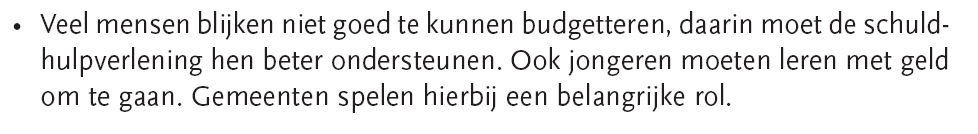 • Veel mensen blijken niet goed te kunnen budgetteren, daarin moet de schuld-
hulpverlening hen beter ondersteunen. Ook jongeren moeten leren met geld
om te gaan. Gemeenten spelen hierbij een belangrijke rol.